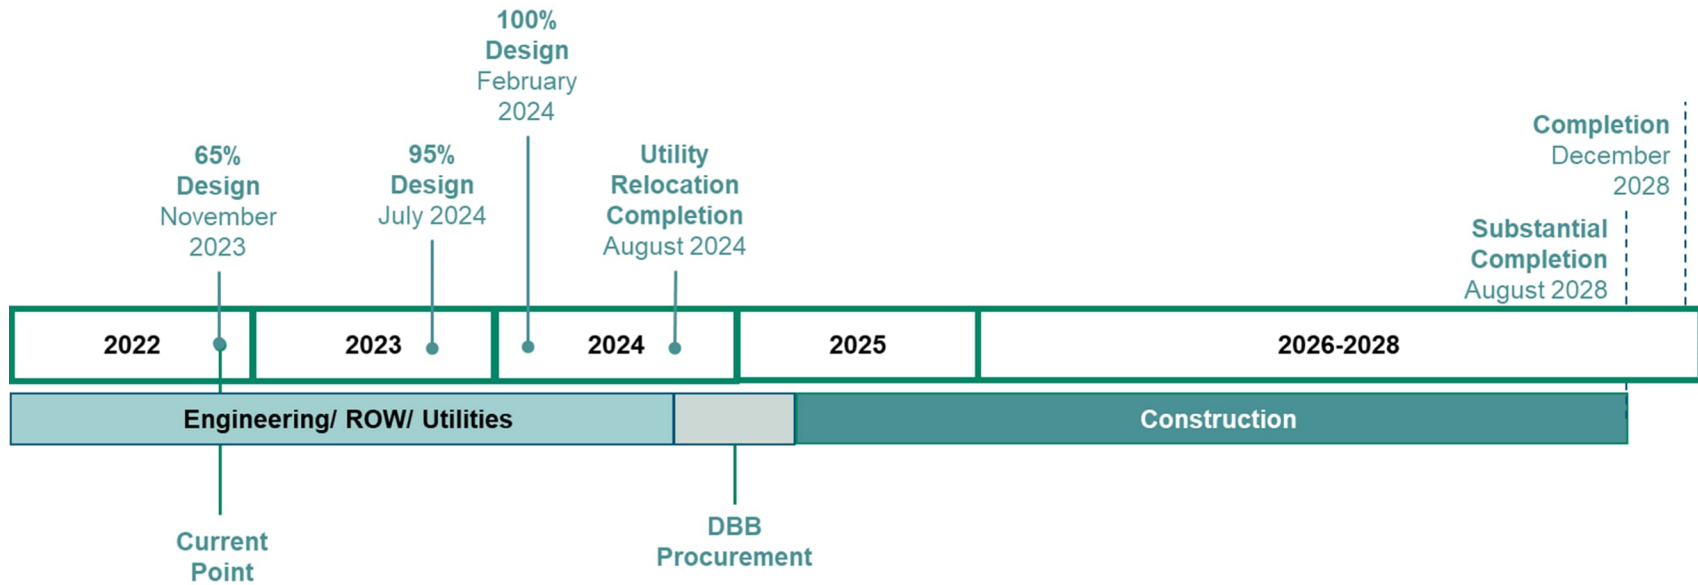 100%
Design
February
2024
65%
Design
November
2023
95%
Design
July 2024
Utility
Relocation
Completion
August 2024
Completion
December
2028
Substantial
Completion
August 2028
2022
2023
2024
2025
2026-2028
Engineering/ ROW/ Utilities
Construction
Current
Point
DBB
Procurement